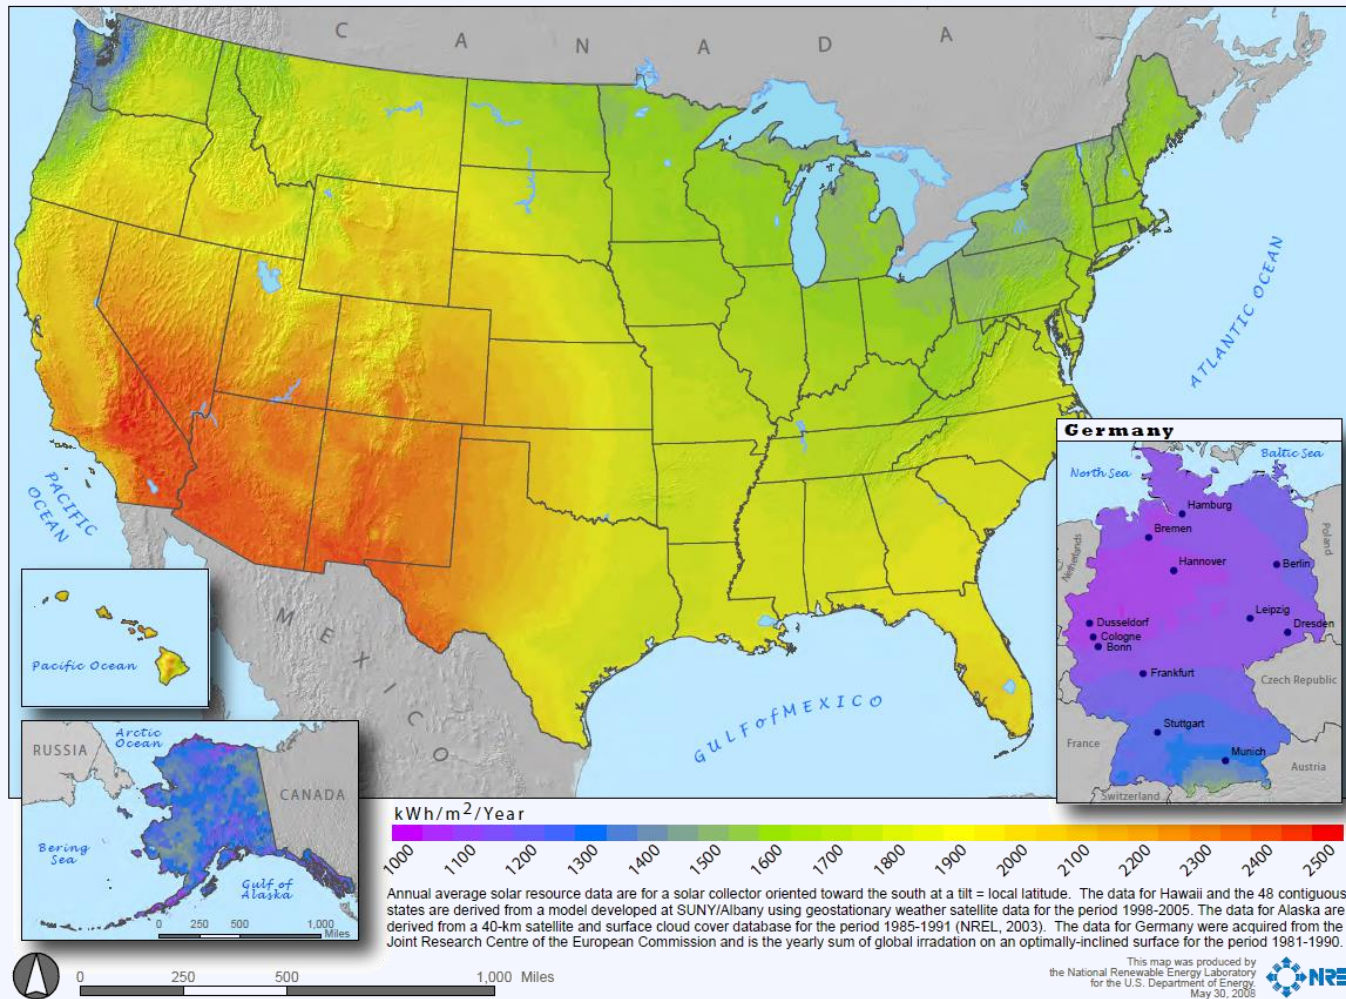 C A N A D A
ATLANTIC OCEAN
PACIFIC
OCEAN
MEXICO
GULF of MEXICO
Pacific Ocean
Arctic
Ocean
RUSSIA
CANADA
Bering
Sea
Gulf of
Alaska
0 250 500 1,000
Miles
Germany
North Sea
Baltic Sea
Hamburg
Bremen
Netherlands
Poland
Hannover
Berlin
Leipzig
Dusseldorf
Dresden
Cologne
Bonn
Frankfurt
Czech Republic
Stuttgart
France
Munich
Austria
Switzerland
kWh/m2/Year
1000 1100 1200 1300 1400 1500 1600 1700 1800 1900 2000 2100 2200 2300 2400 2500
Annual average solar resource data are for a solar collector oriented toward the south at a tilt = local latitude. The data for Hawaii and the 48 contiguous
states are derived from a model developed at SUNY/Albany using geostationary weather satellite data for the period 1998-2005. The data for Alaska are
derived from a 40-km satellite and surface cloud cover database for the period 1985-1991 (NREL, 2003). The data for Germany were acquired from the
Joint Research Centre of the European Commission and is the yearly sum of global irradation on an optimally-inclined surface for the period 1981-1990.
0 250 500 1,000 Miles
This map was produced by
the National Renewable Energy Laboratory
for the U.S. Department of Energy.
May 30, 2008
NRE